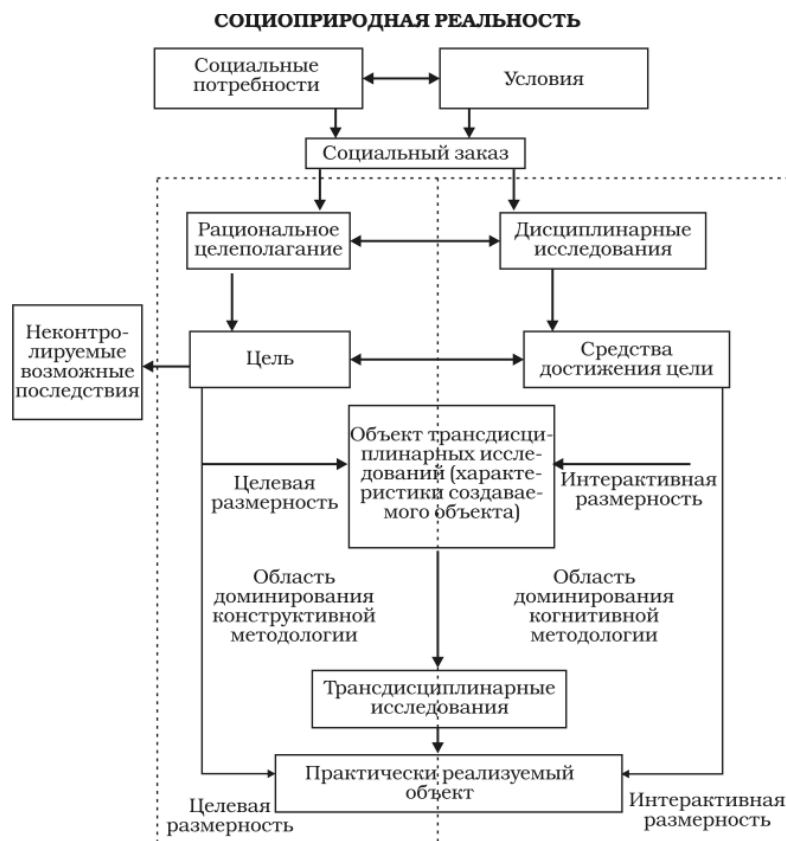 СОЦИОПРИРОДНАЯ РЕАЛЬНОСТЬ
Социальные
потребности
Условия
Социальный заказ
Рациональное
целеполагание
Дисциплинарные
исследования
Неконтро-
лируемые
возможные
последствия
Цель
Средства
достижения цели
Объект трансдисци-
плинарных иссле-
дований (характе-
ристики создавае-
мого объекта)
Целевая
размерность
Интерактивная
размерность
Область
доминирования
конструктивной
методологии
Область
доминирования
когнитивной
методологии
Трансдисциплинарные
исследования
Практически реализуемый
объект
Целевая
размерность
Интерактивная
размерность